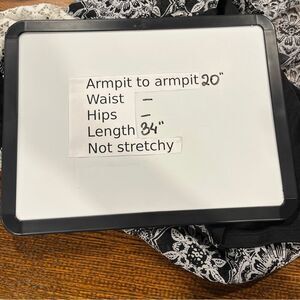 Armpit to armpit 20"
Waist –
Hips –
Length 34"
Not stretchy